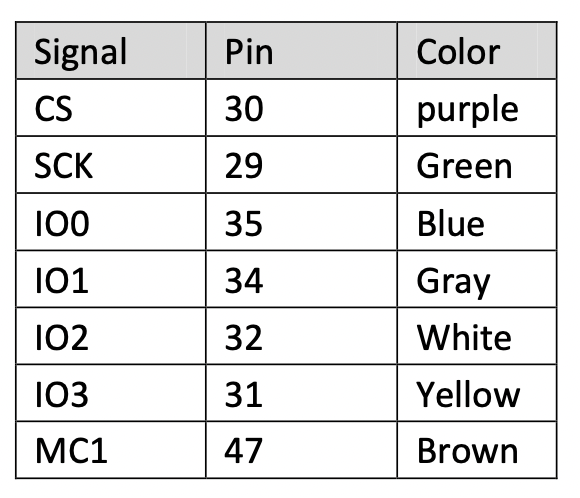 Signal Pin Color
CS 30 purple
SCK 29 Green
IO0 35 Blue
IO1 34 Gray
IO2 32 White
IO3 31 Yellow
MC1 47 Brown